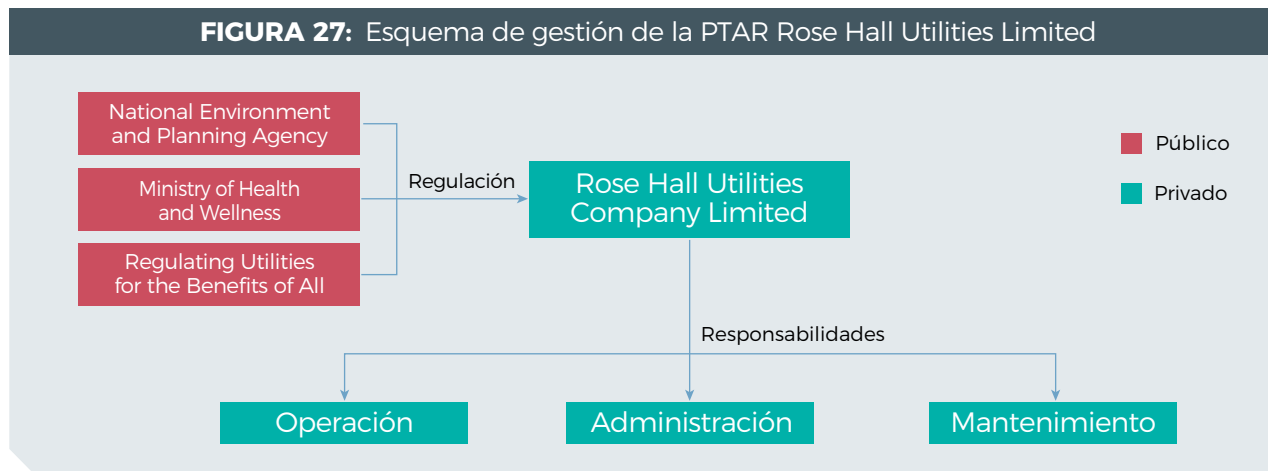 FIGURA 27: Esquema de gestión de la PTAR Rose Hall Utilities Limited
National Environment
and Planning Agency
Ministry of Health
and Wellness
Regulating Utilities
for the Benefits of All
Regulación
Rose Hall Utilities
Company Limited
Público
Privado
Responsabilidades
Operación
Administración
Mantenimiento